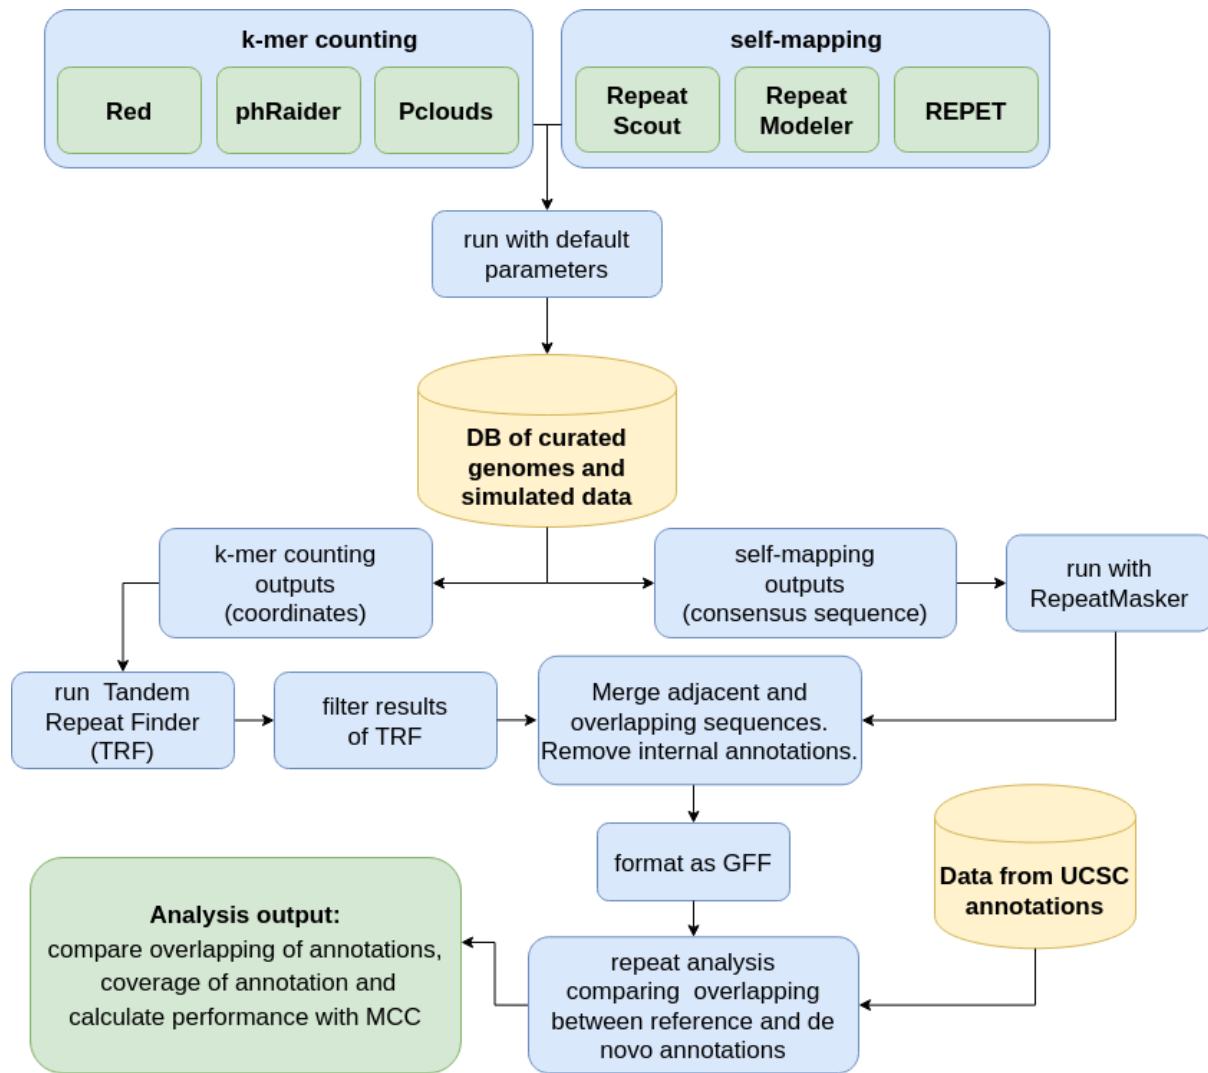 k-mer counting
self-mapping
Red
phRaider
Pclouds
Repeat
Scout
Repeat
Modeler
REPET
run with default
parameters
DB of curated
genomes and
simulated data
k-mer counting
outputs
(coordinates)
self-mapping
outputs
(consensus sequence)
run with
RepeatMasker
run Tandem
Repeat Finder
(TRF)
filter results
of TRF
Merge adjacent and
overlapping sequences.
Remove internal annotations.
format as GFF
Data from UCSC
annotations
Analysis output:
compare overlapping of annotations,
coverage of annotation and
calculate performance with MCC
repeat analysis
comparing overlapping
between reference and de
novo annotations